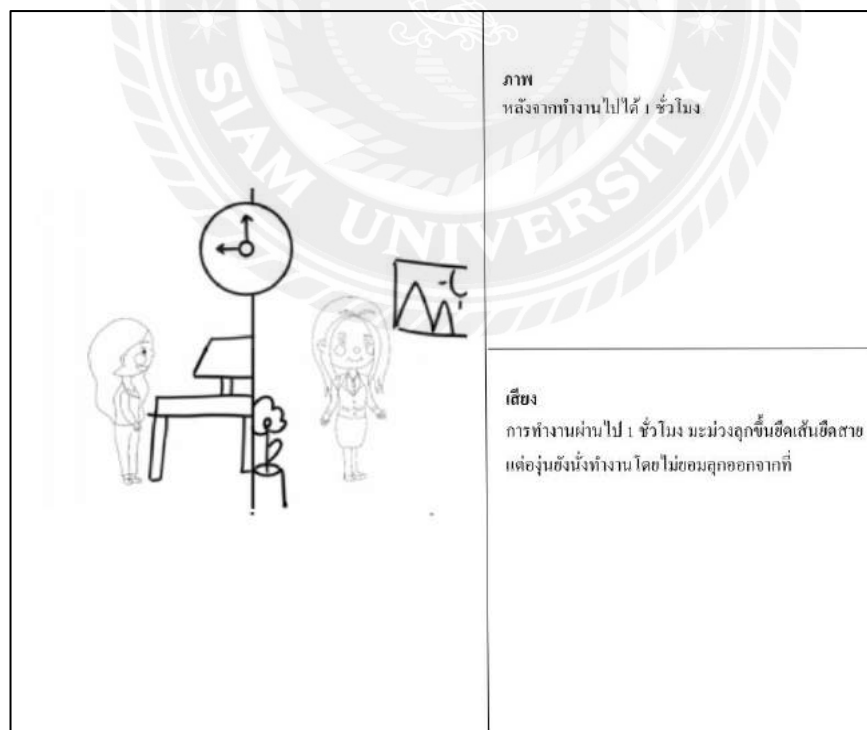 SIAM UNIVERSITY
ภาพ
หลังจากทำงานไปได้ 1 ชั่วโมง
เสียง
การทำงานผ่านไป 1 ชั่วโมง มะม่วงลุกขึ้นยืดเส้นยืดสาย
แต่องุ่นยังนั่งทำงานโดยไม่ยอมลุกออกจากที่